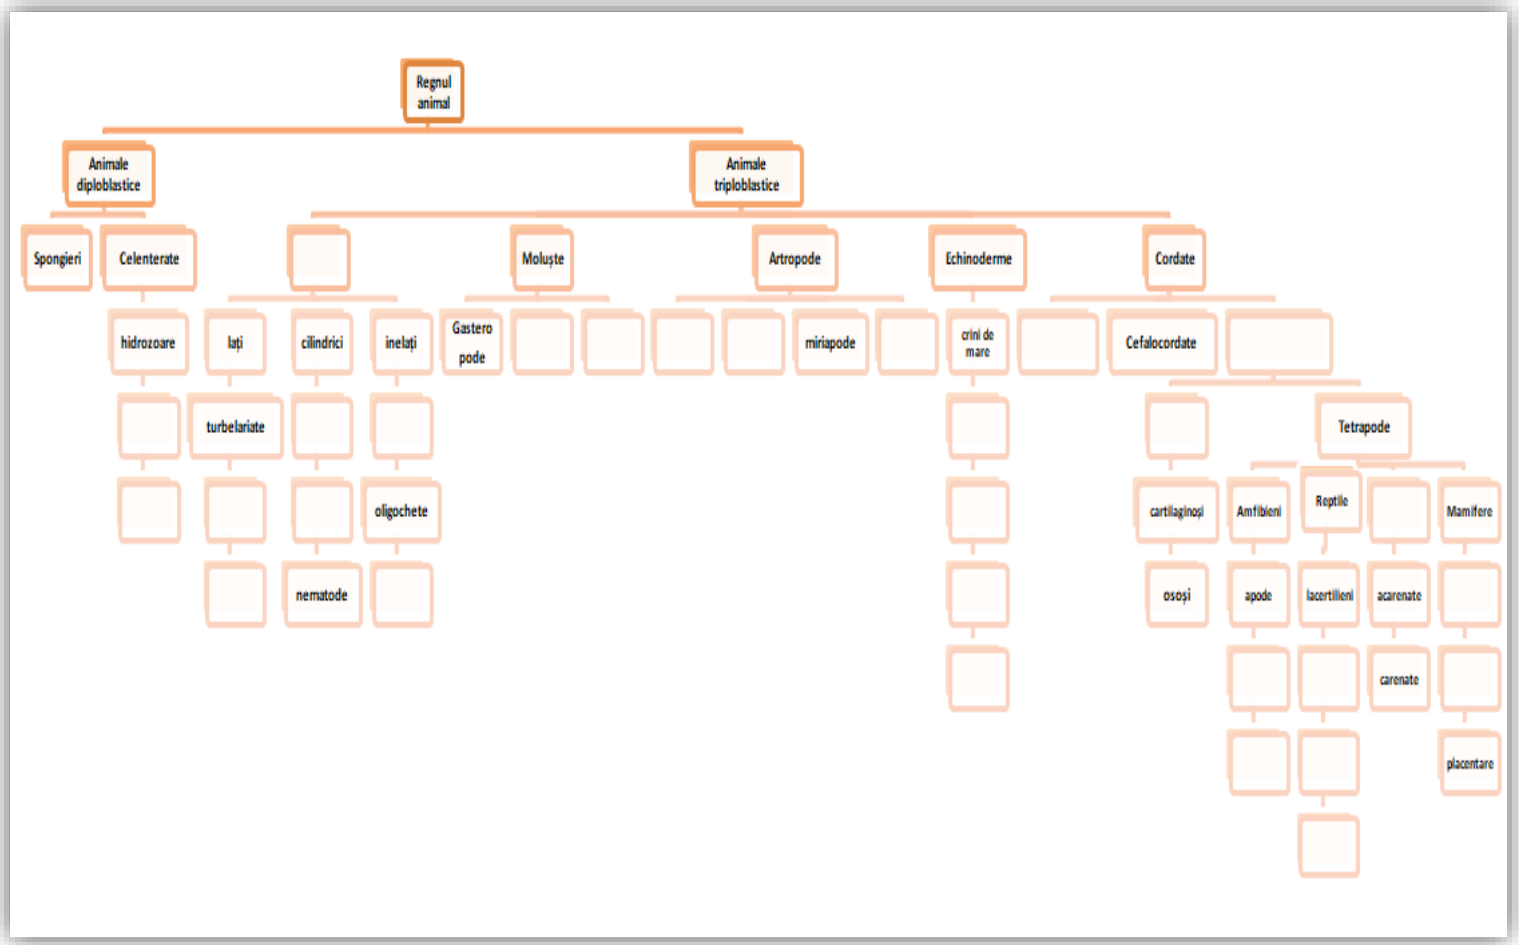 Regnul
animal
Animale
diploblastice
Animale
triploblastice
Spongieri
Celenterate
Moluște
Artropode
Echinoderme
Cordate
hidrozoare
lați
cilindrici
inelați
Gastero
pode
miriapode
crini de
mare
Cefalocordate
turbelariate
Tetrapode
oligochete
cartilaginoși
Amfibieni
Reptile
Mamifere
nematode
ososi
apode
lacertilieni
acarenate
carenate
placentare